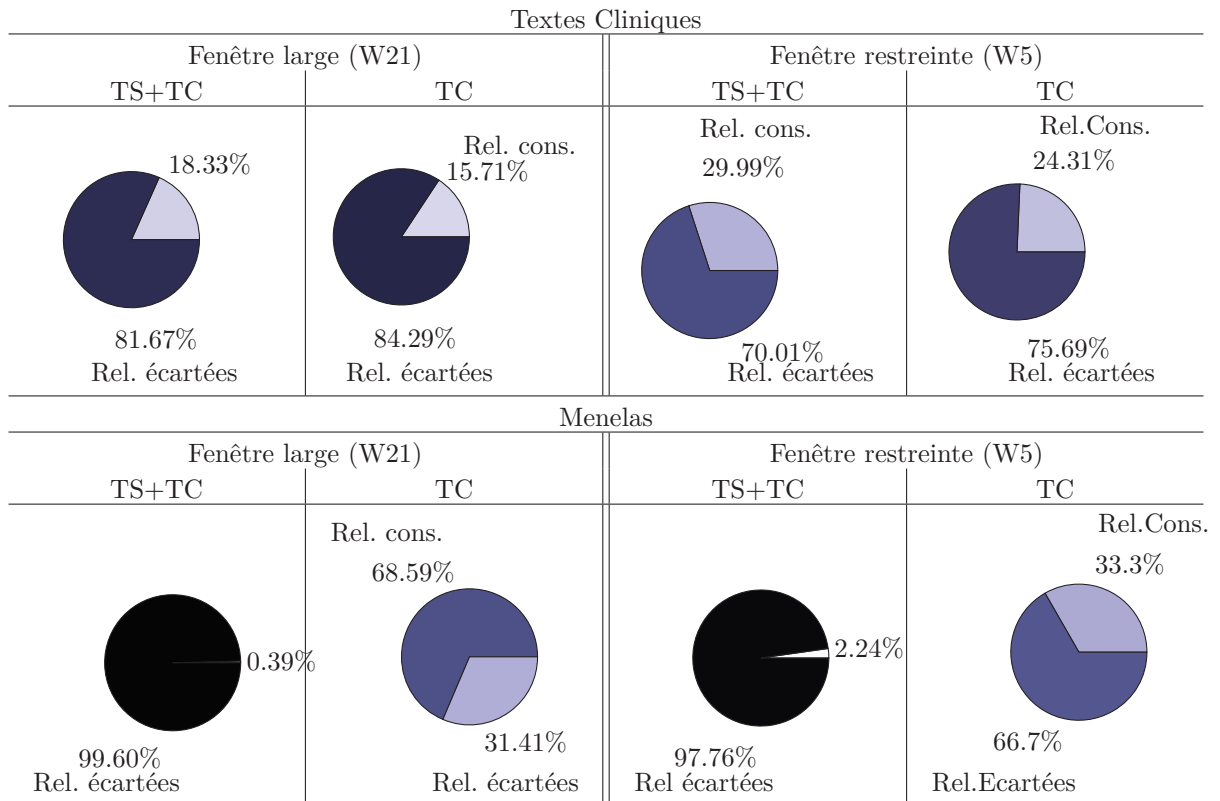 Textes Cliniques
Fenêtre large (W21)
Fenêtre restreinte (W5)
TS+TC
TC
TS+TC
TC
18.33%
81.67%
Rel. écartées
Rel. cons.
15.71%
84.29%
Rel. écartées
Rel. cons.
29.99%
70.01%
Rel. écartées
Rel.Cons.
24.31%
75.69%
Rel. écartées
Menelas
Fenêtre large (W21)
Fenêtre restreinte (W5)
TS+TC
TC
TS+TC
TC
0.39%
99.60%
Rel. écartées
Rel. cons.
68.59%
31.41%
Rel. écartées
2.24%
97.76%
Rel écartées
Rel.Cons.
33.3%
66.7%
Rel.Ecartées